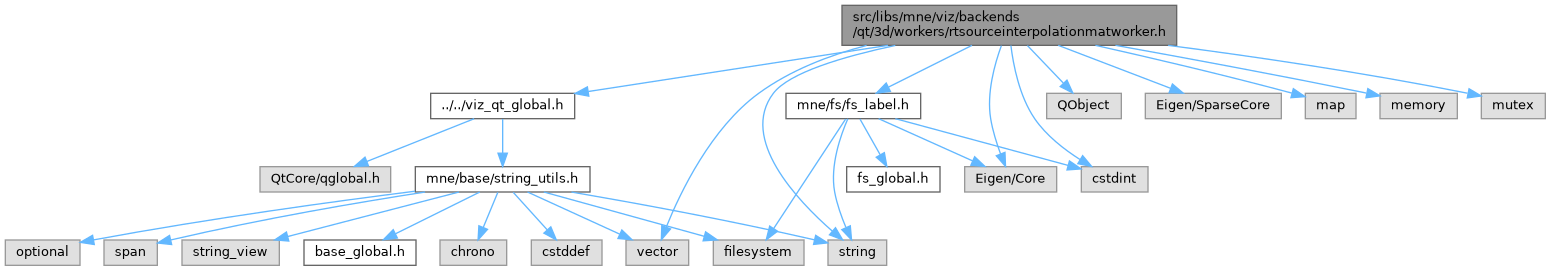 src/libs/mne/viz/backends
/qt/3d/workers/rtsourceinterpolationmatworker.h
../../viz_qt_global.h
mne/fs/fs_label.h
QObject
Eigen/SparseCore
map
memory
mutex
QtCore/qglobal.h
mne/base/string_utils.h
fs_global.h
Eigen/Core
cstdint
optional
span
string_view
base_global.h
chrono
cstddef
vector
filesystem
string